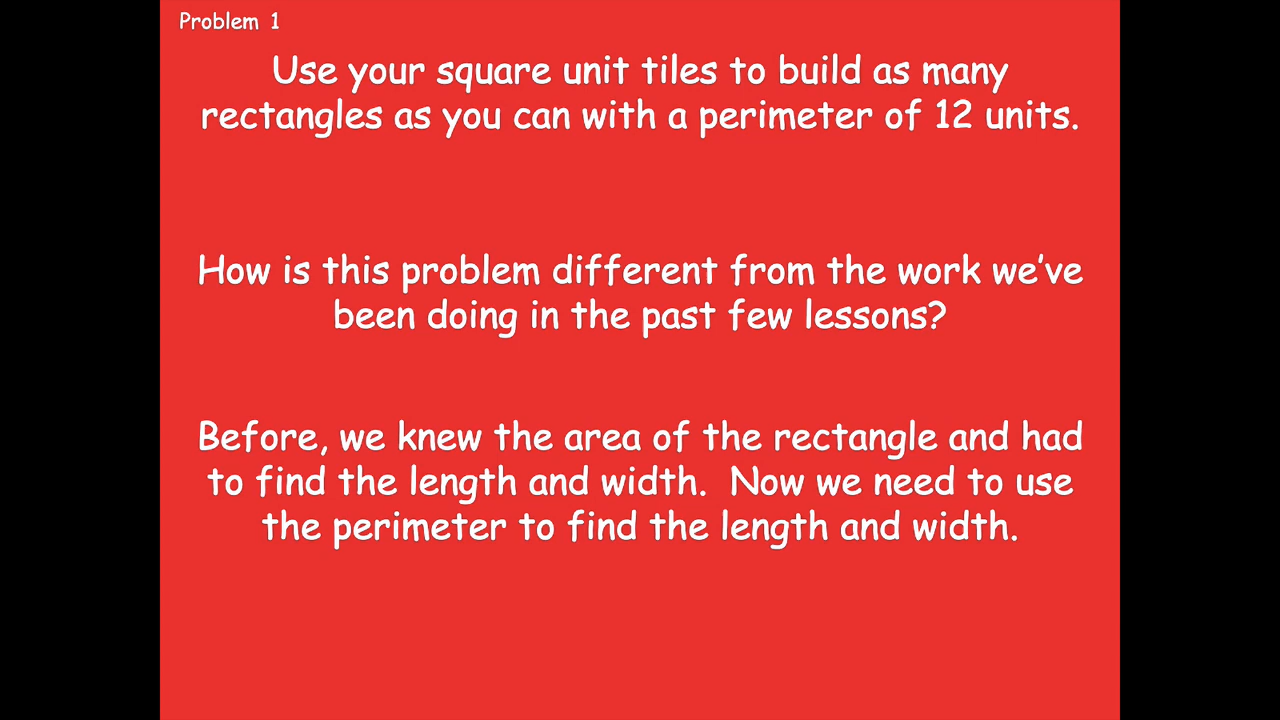 Problem 1
Use your square unit tiles to build as many
rectangles as you can with a perimeter of 12 units.
How is this problem different from the work we’ve
been doing in the past few lessons?
Before, we knew the area of the rectangle and had
to find the length and width.  Now we need to use
the perimeter to find the length and width.